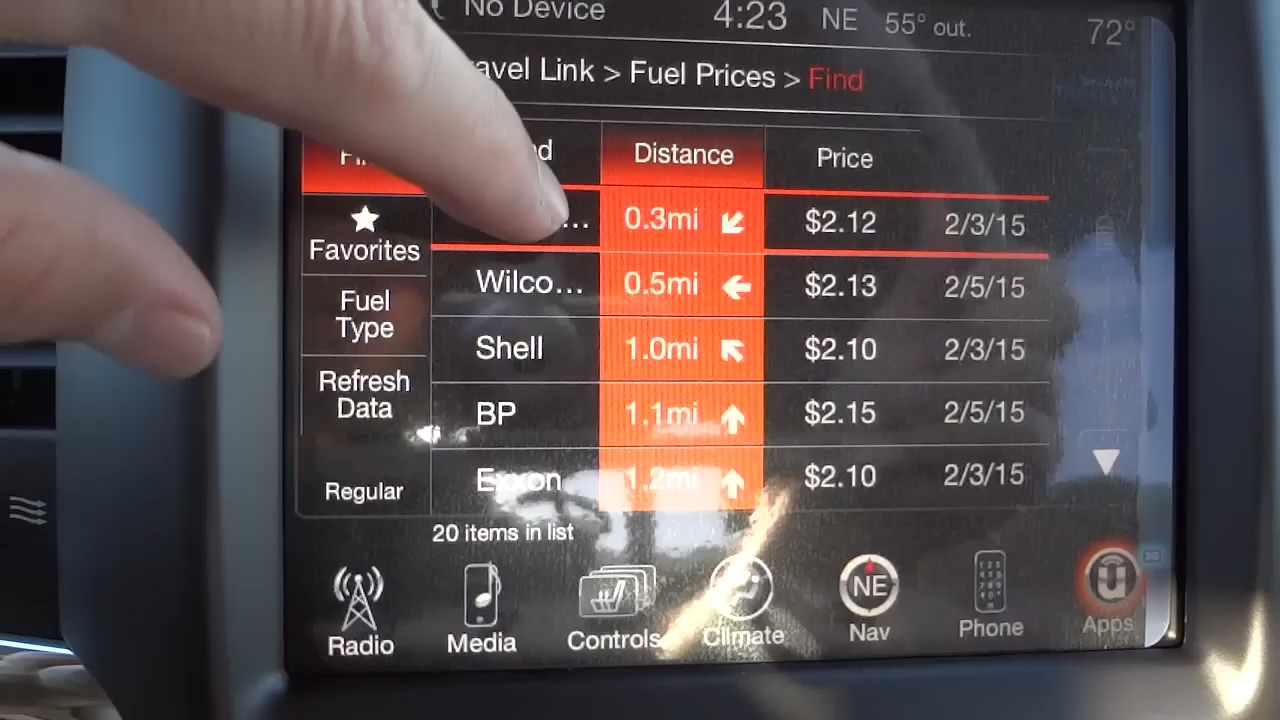 No Device 4:23 NE 55° out. 72°
avel Link > Fuel Prices > Find
Distance Price
... 0.3mi $2.12 2/3/15
Favorites
Wilco... 0.5mi $2.13 2/5/15
Fuel
Type
Shell 1.0mi $2.10 2/3/15
Refresh
Data
BP 1.1mi $2.15 2/5/15
Exxon 1.2mi $2.10 2/3/15
Regular
20 items in list
NE
Radio Media Controls Climate Nav Phone Apps